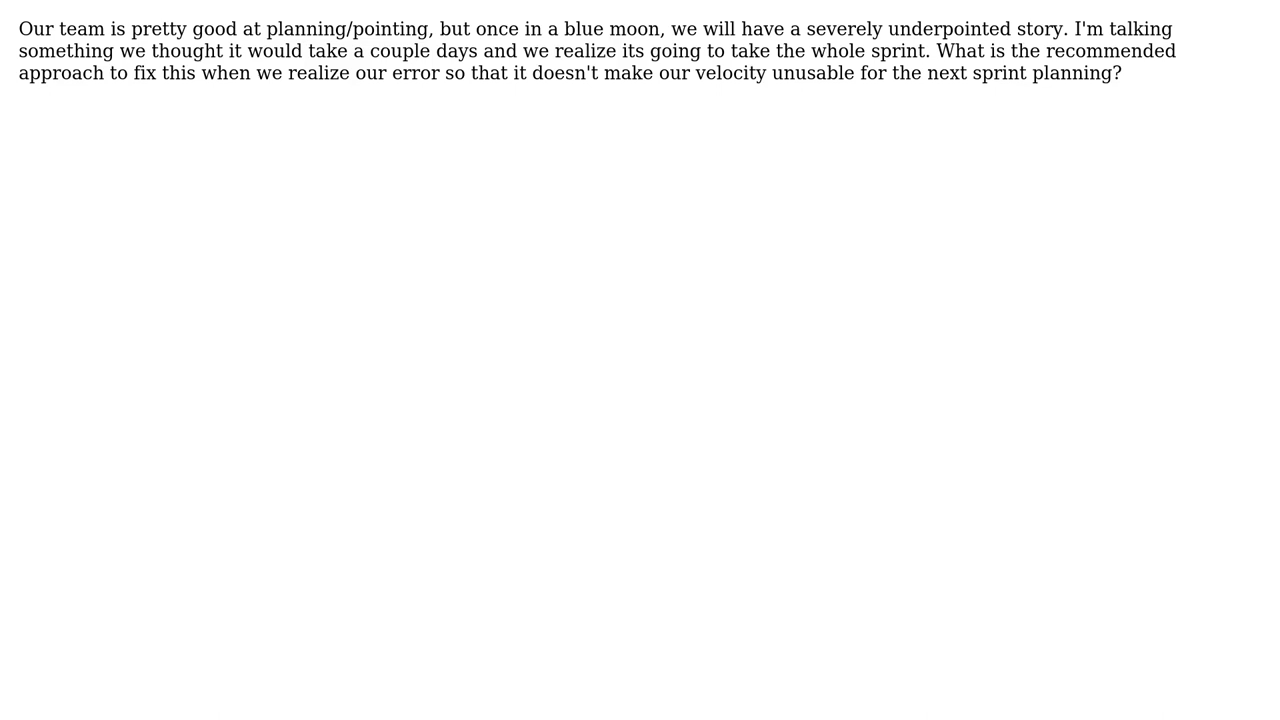 Our team is pretty good at planning/pointing, but once in a blue moon, we will have a severely underpointed story. I'm talking
something we thought it would take a couple days and we realize its going to take the whole sprint. What is the recommended
approach to fix this when we realize our error so that it doesn't make our velocity unusable for the next sprint planning?